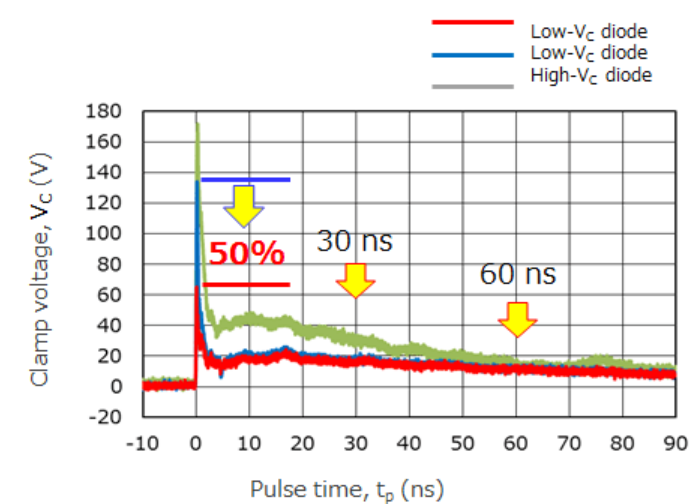 Low-VC diode
Low-VC diode
High-VC diode
180
160
140
120
100
80
60
40
20
0
-20
Clamp voltage, VC (V)
50%
30 ns
60 ns
-10 0 10 20 30 40 50 60 70 80 90
Pulse time, tp (ns)